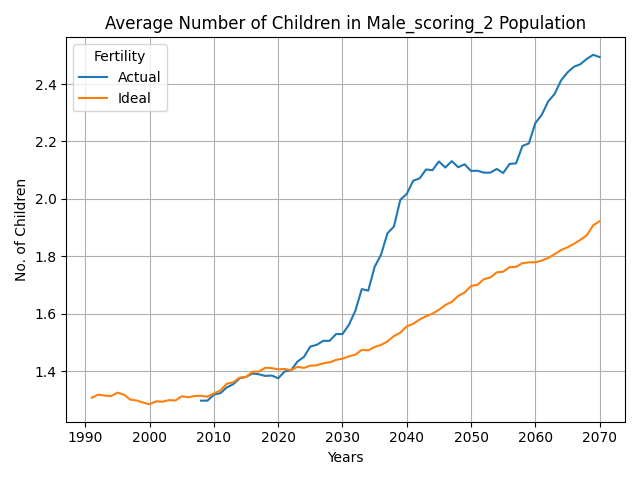 Average Number of Children in Male_scoring_2 Population
Fertility
Actual
Ideal
No. of Children
2.4
2.2
2.0
1.8
1.6
1.4
1990 2000 2010 2020 2030 2040 2050 2060 2070
Years